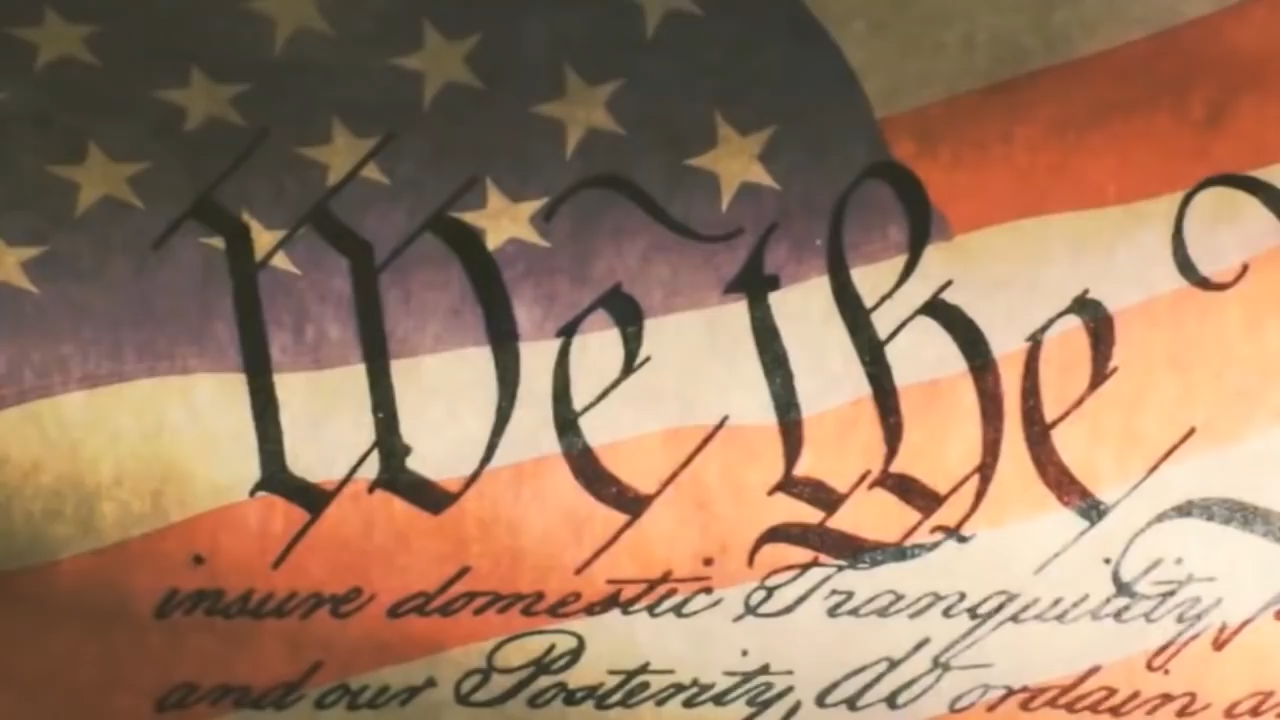 We the
insure domestic Tranquility,
and our Posterity, do ordain